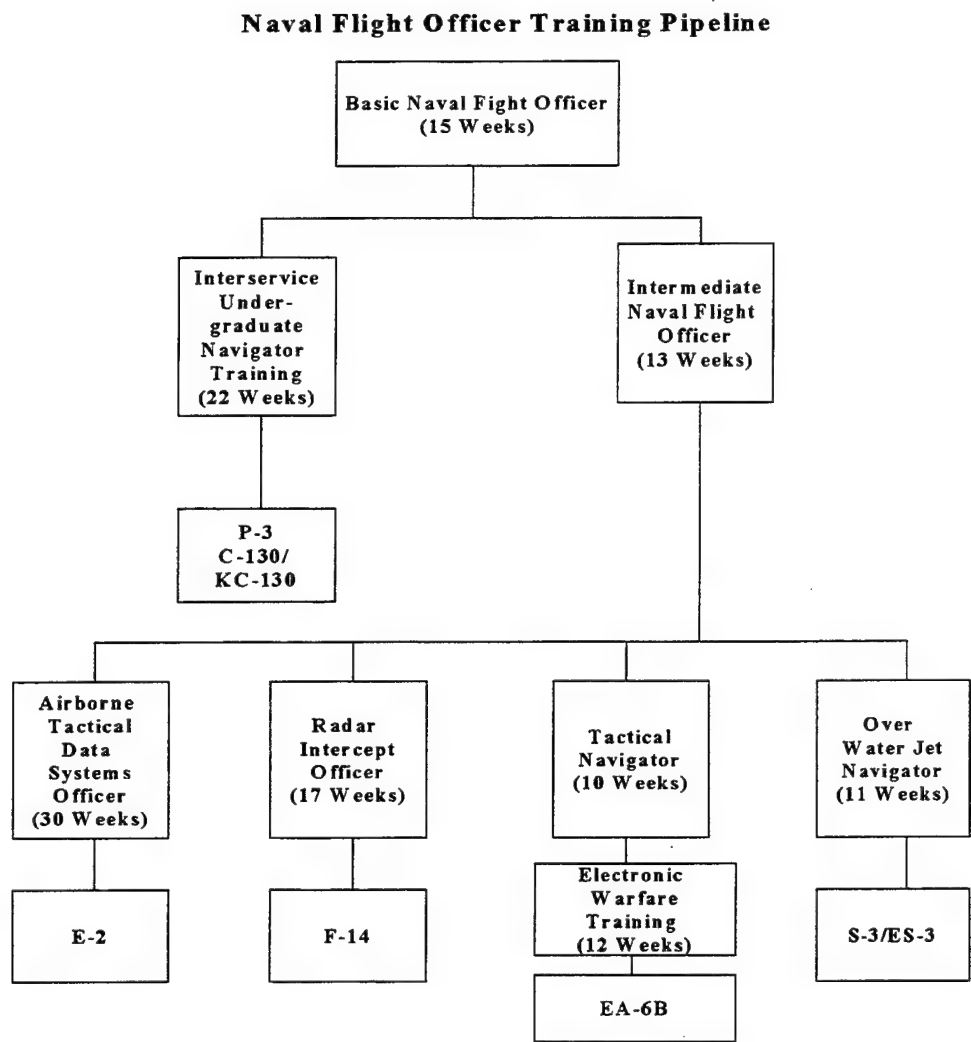 Naval Flight Officer Training Pipeline
Basic Naval Fight Officer
(15 Weeks)
Interservice
Under-
graduate
Navigator
Training
(22 Weeks)
Intermediate
Naval Flight
Officer
(13 Weeks)
P-3
C-130/
KC-130
Airborne
Tactical
Data
Systems
Officer
(30 Weeks)
Radar
Intercept
Officer
(17 Weeks)
Tactical
Navigator
(10 Weeks)
Over
Water Jet
Navigator
(11 Weeks)
E-2
F-14
Electronic
Warfare
Training
(12 Weeks)
S-3/ES-3
EA-6B